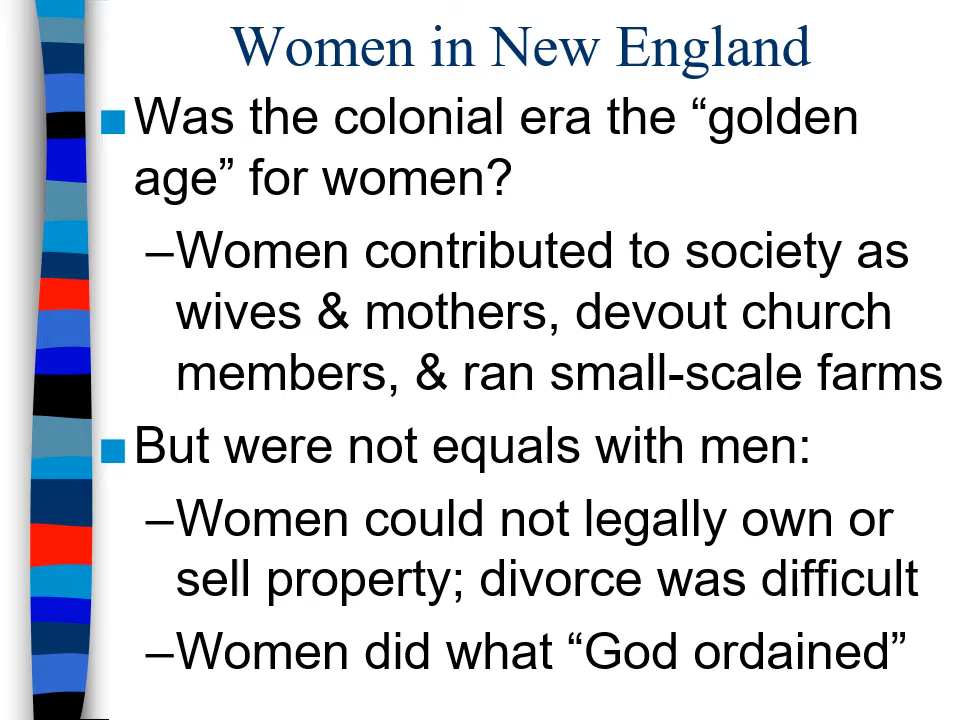 Women in New England
■Was the colonial era the “golden
age” for women?
–Women contributed to society as
wives & mothers, devout church
members, & ran small-scale farms
■But were not equals with men:
–Women could not legally own or
sell property; divorce was difficult
–Women did what “God ordained”